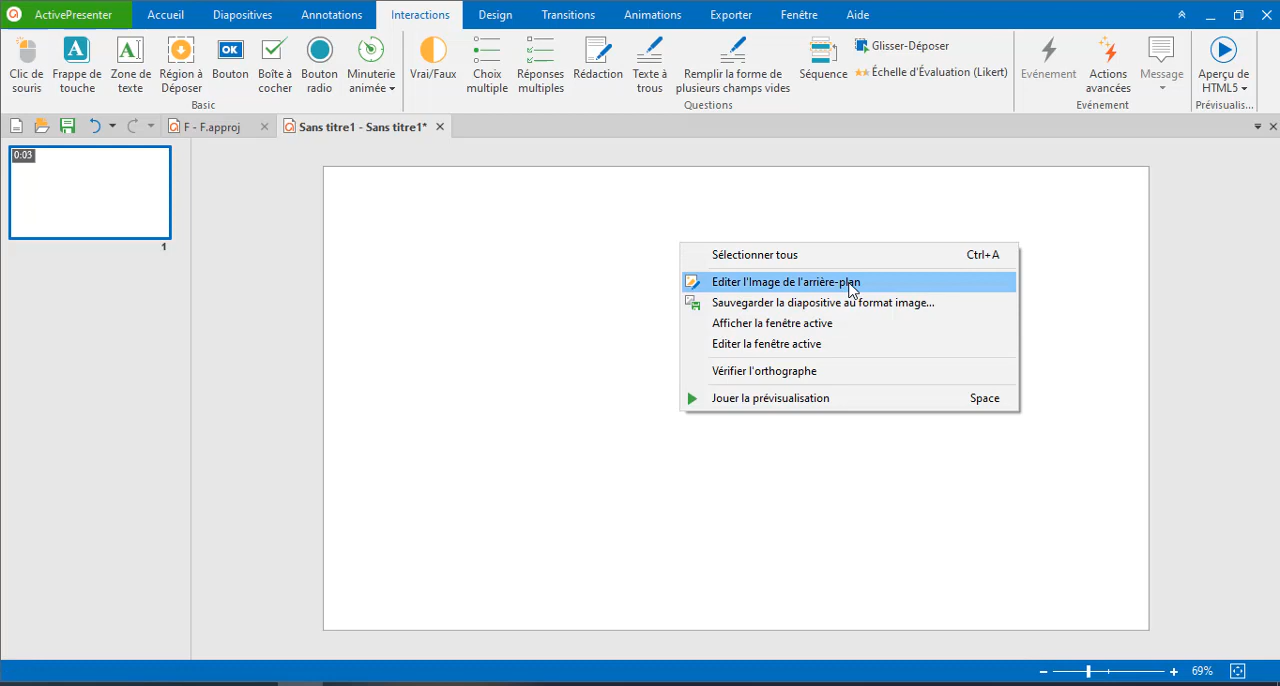 ActivePresenter Accueil Diapositives Annotations Interactions Design Transitions Animations Exporter Fenêtre Aide
Clic de souris
Frappe de touche
Zone de texte
Région à Déposer
Bouton
Boîte à cocher
Bouton radio
Minuterie animée
Basic
Vrai/Faux
Choix multiple
Réponses multiples
Rédaction
Texte à trous
Remplir la forme de plusieurs champs vides
Séquence
Glisser-Déposer
Échelle d'Évaluation (Likert)
Questions
Evénement
Actions avancées
Message
Evénement
Aperçu de HTML5
Prévisualis...
F - F.approj
Sans titre1 - Sans titre1*
0:03
1
Sélectionner tous Ctrl+A
Editer l'Image de l'arrière-plan
Sauvegarder la diapositive au format image...
Afficher la fenêtre active
Editer la fenêtre active
Vérifier l'orthographe
Jouer la prévisualisation Space
69%